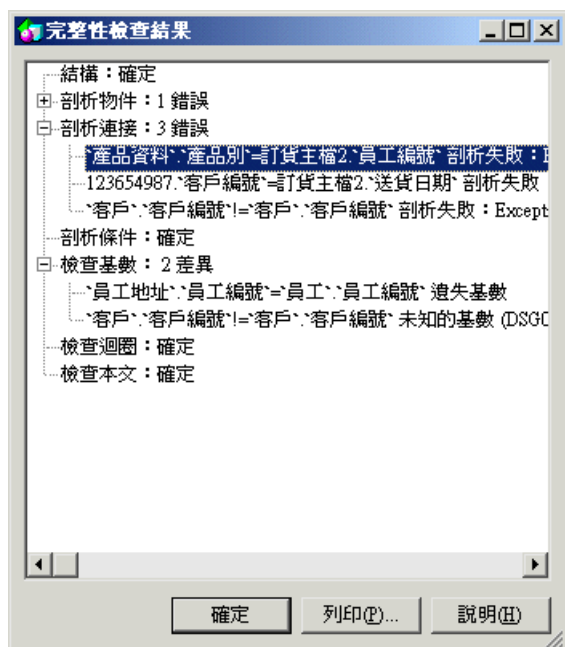 完整性檢查結果
結構：確定
剖析物件：1 錯誤
剖析連接：3 錯誤
`產品資料`.`產品別`=訂貨主檔2.`員工編號` 剖析失敗：
123654987.`客戶編號`=訂貨主檔2.`送貨日期` 剖析失敗
`客戶`.`客戶編號`!=`客戶`.`客戶編號` 剖析失敗：Except
剖析條件：確定
檢查基數： 2 差異
`員工地址`.`員工編號`=`員工`.`員工編號` 遺失基數
`客戶`.`客戶編號`!=`客戶`.`客戶編號` 未知的基數 (DSGC
檢查迴圈：確定
檢查本文：確定
確定
列印(P)...
說明(H)